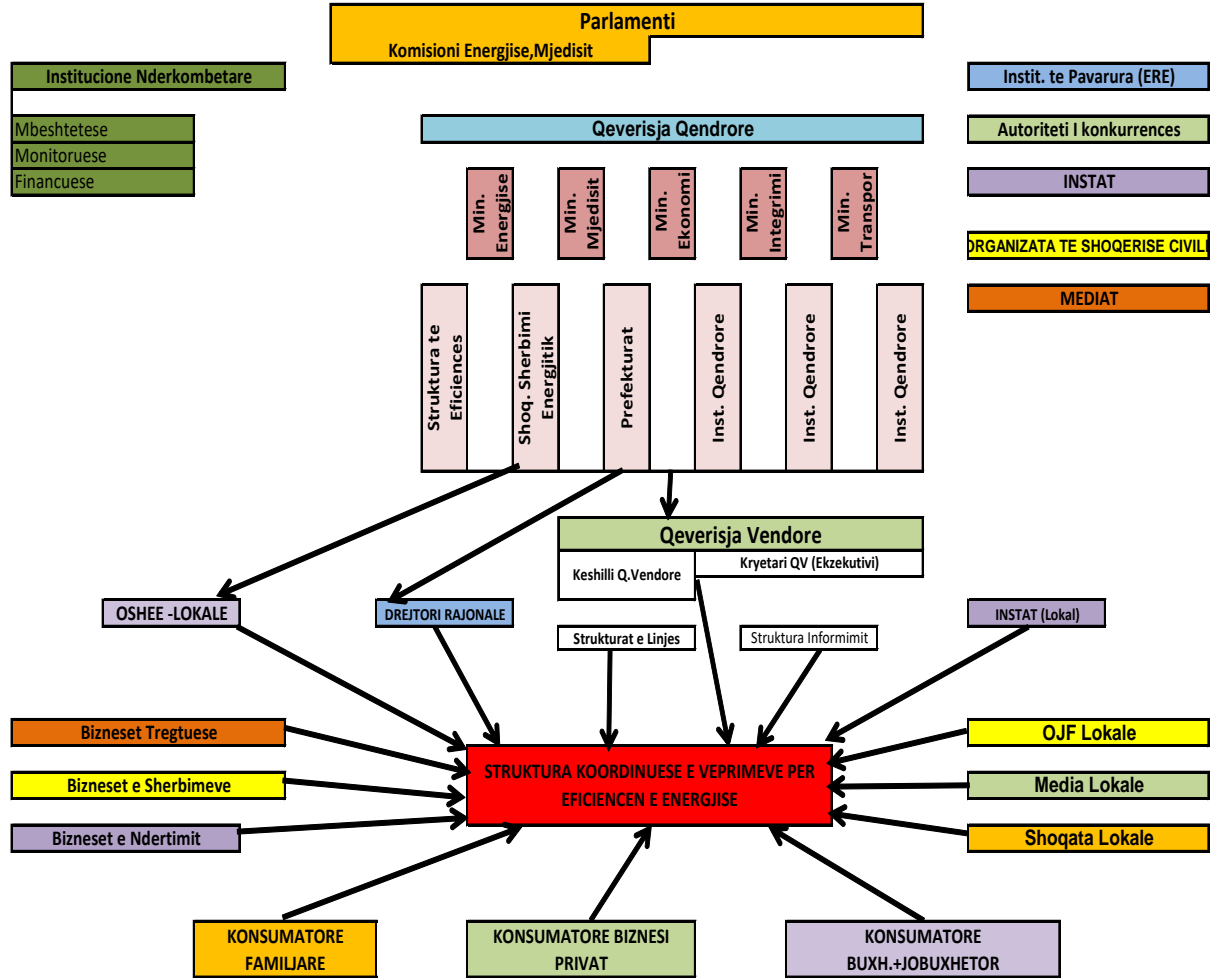 Parlamenti
Komisioni Energjise,Mjedisit
Institucione Nderkombetare
Mbeshtetese
Monitoruese
Financuese
Instit. te Pavarura (ERE)
Autoriteti I konkurrences
INSTAT
ORGANIZATA TE SHOQERISE CIVILE
MEDIAT
Qeverisja Qendrore
Min.
Energjise
Min.
Mjedisit
Min.
Ekonomi
Min.
Integrimi
Min.
Transpor
Struktura te
Eficiences
Shoq. Sherbimi
Energjitik
Prefekturat
Inst. Qendrore
Inst. Qendrore
Inst. Qendrore
Qeverisja Vendore
Keshilli Q.Vendore
Kryetari QV (Ekzekutivi)
OSHEE -LOKALE
DREJTORI RAJONALE
Strukturat e Linjes
Struktura Informimit
INSTAT (Lokal)
Bizneset Tregtuese
Bizneset e Sherbimeve
Bizneset e Ndertimit
STRUKTURA KOORDINUESE E VEPRIMEVE PER
EFICIENCEN E ENERGJISE
OJF Lokale
Media Lokale
Shoqata Lokale
KONSUMATORE
FAMILJARE
KONSUMATORE BIZNESI
PRIVAT
KONSUMATORE
BUXH.+JOBUXHETOR